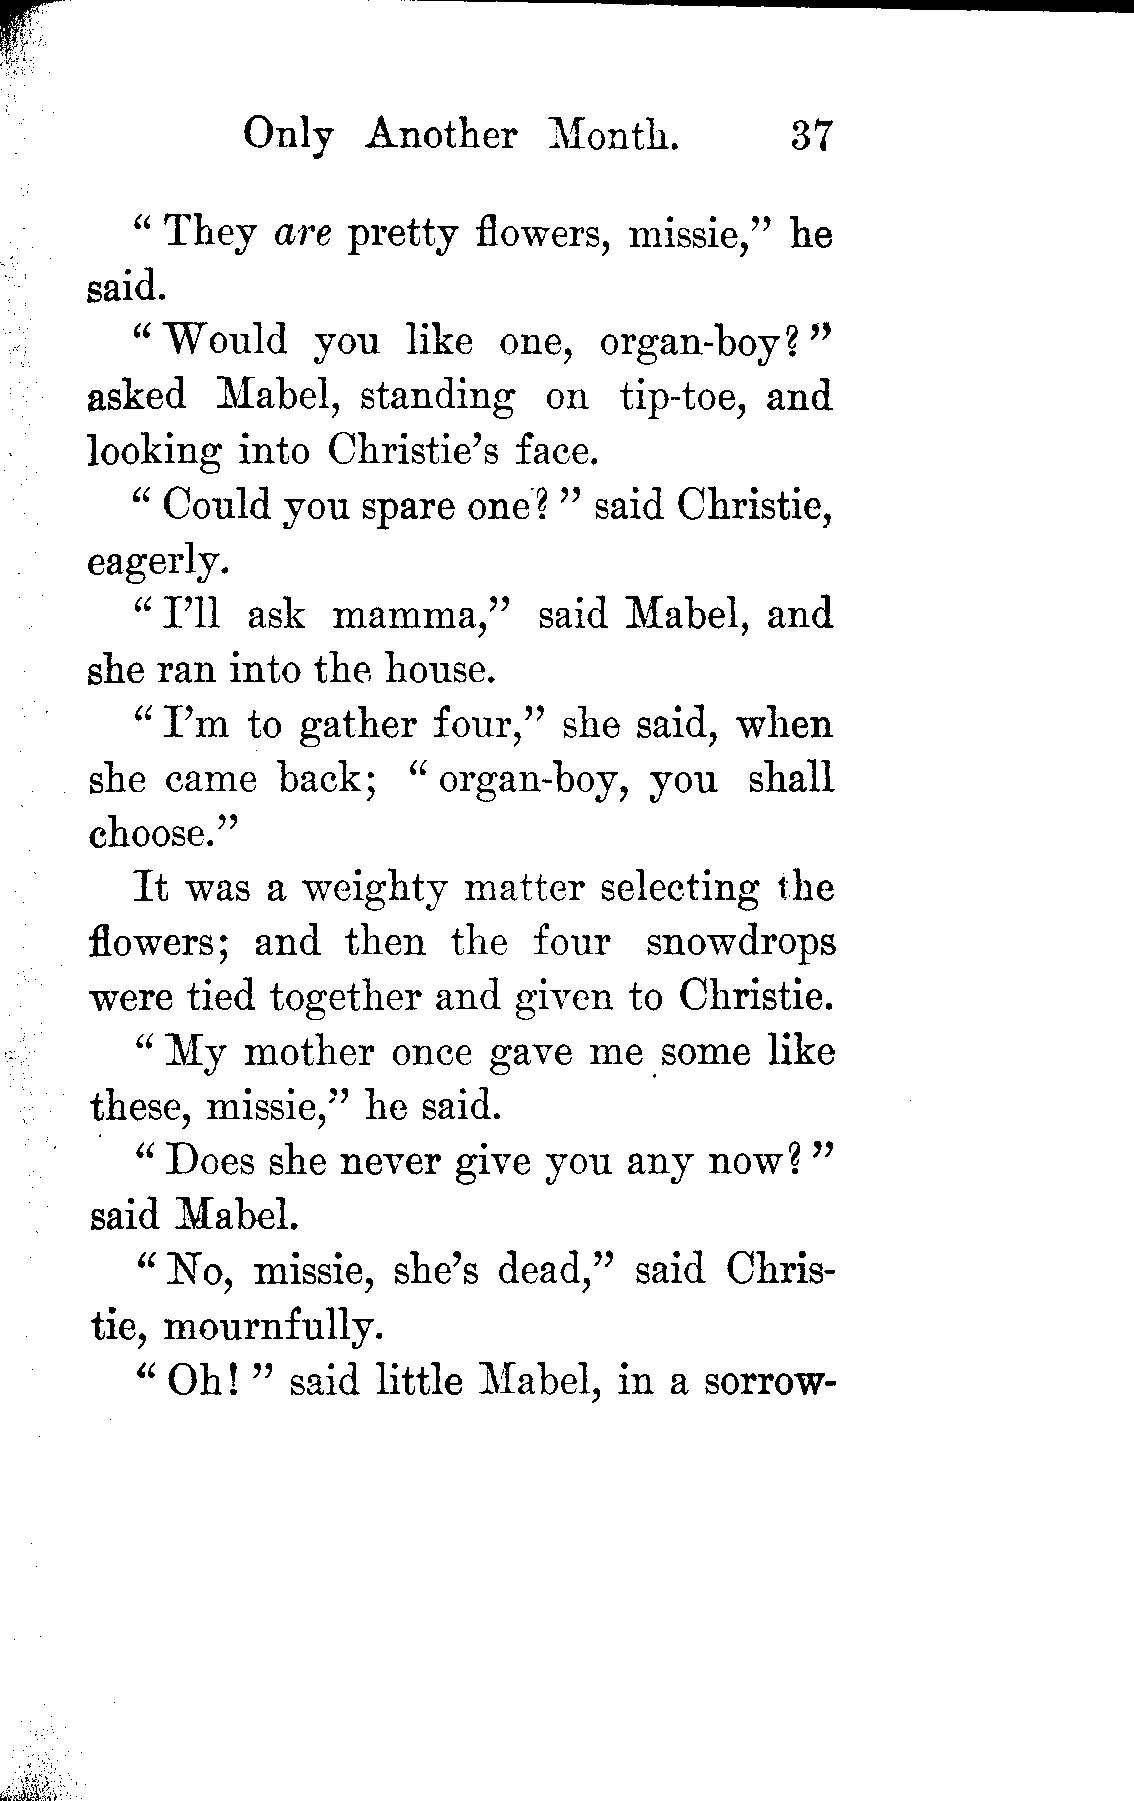 Only Another Month. 37
“They are pretty flowers, missie,” he
said.
“Would you like one, organ-boy?”
asked Mabel, standing on tip-toe, and
looking into Christie’s face.
“Could you spare one?” said Christie,
eagerly.
“I’ll ask mamma,” said Mabel, and
she ran into the house.
“I’m to gather four,” she said, when
she came back; “organ-boy, you shall
choose.”
It was a weighty matter selecting the
flowers; and then the four snowdrops
were tied together and given to Christie.
“My mother once gave me some like
these, missie,” he said.
“Does she never give you any now?”
said Mabel.
“No, missie, she’s dead,” said Chris-
tie, mournfully.
“Oh!” said little Mabel, in a sorrow-